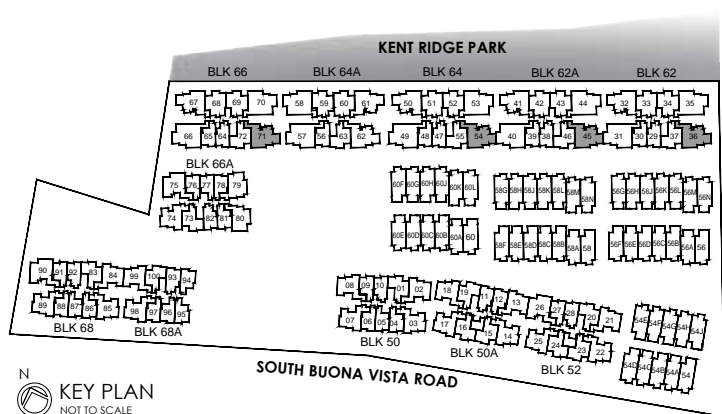 KENT RIDGE PARK
BLK 66 BLK 64A BLK 64 BLK 62A BLK 62
67 68 69 70 58 59 60 61 50 51 52 53 41 42 43 44 32 33 34 35
66 65 64 72 71 57 56 63 62 49 48 47 55 54 40 39 38 46 45 31 30 29 37 36
BLK 66A
75 76 77 78 79
74 73 82 81 80
60F 60G 60H 60J 60K 60L 58G 58H 58J 58K 58L 58M 58N 56G 56H 56J 56K 56L 56M 56N
60E 60D 60C 60B 60A 60 58F 58E 58D 58C 58B 58A 58 56F 56E 56D 56C 56B 56A 56
90 91 92 83 84 99 100 93 94
89 88 87 86 85 98 97 96 95
BLK 68 BLK 68A
08 09 10 01 02 18 19 11 12 13 26 27 28 20 21 54E 54F 54G 54H 54J
07 06 05 04 03 17 16 15 14 25 24 23 22
BLK 50 BLK 50A BLK 52
54D 54C 54B 54A 54
SOUTH BUONA VISTA ROAD
N
KEY PLAN
NOT TO SCALE